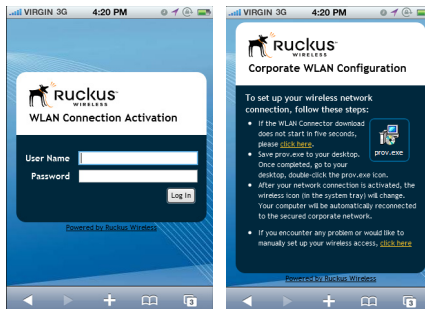 VIRGIN 3G 4:20 PM
RUCKUS
WIRELESS
WLAN Connection Activation
User Name
Password
Log In
Powered by Ruckus Wireless
3
VIRGIN 3G 4:20 PM
RUCKUS
WIRELESS
Corporate WLAN Configuration
To set up your wireless network
connection, follow these steps:
• If the WLAN Connector download
does not start in five seconds,
please click here.
• Save prov.exe to your desktop.
Once completed, go to your
desktop, double-click the prov.exe icon.
prov.exe
• After your network connection is activated, the
wireless icon (in the system tray) will change.
Your computer will be automatically reconnected
to the secured corporate network.
• If you encounter any problem or would like to
manually set up your wireless access, click here
Powered by Ruckus Wireless
3